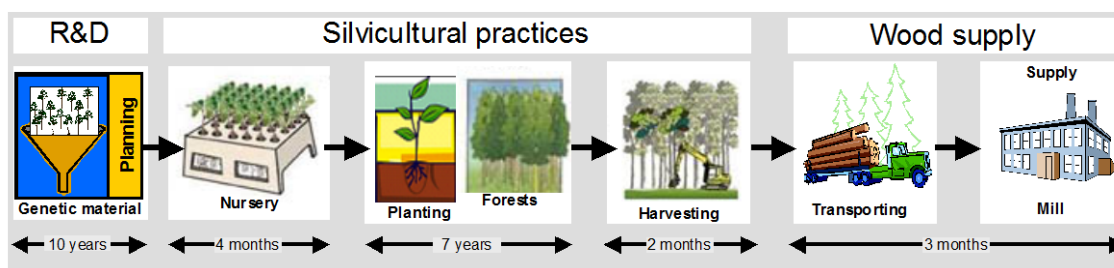 R&D
Silvicultural practices
Wood supply
Planning
Genetic material
Nursery
Planting
Forests
Harvesting
Transporting
Supply
Mill
10 years
4 months
7 years
2 months
3 months